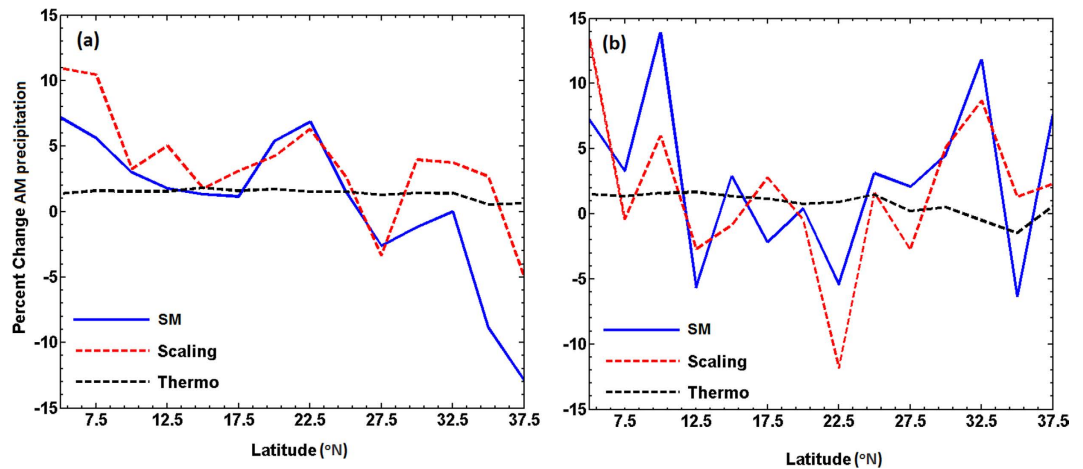 (a)
Percent Change AM precipitation
15
10
5
0
-5
-10
-15
SM
Scaling
Thermo
7.5 12.5 17.5 22.5 27.5 32.5 37.5
Latitude (°N)
(b)
15
10
5
0
-5
-10
-15
SM
Scaling
Thermo
7.5 12.5 17.5 22.5 27.5 32.5 37.5
Latitude (°N)